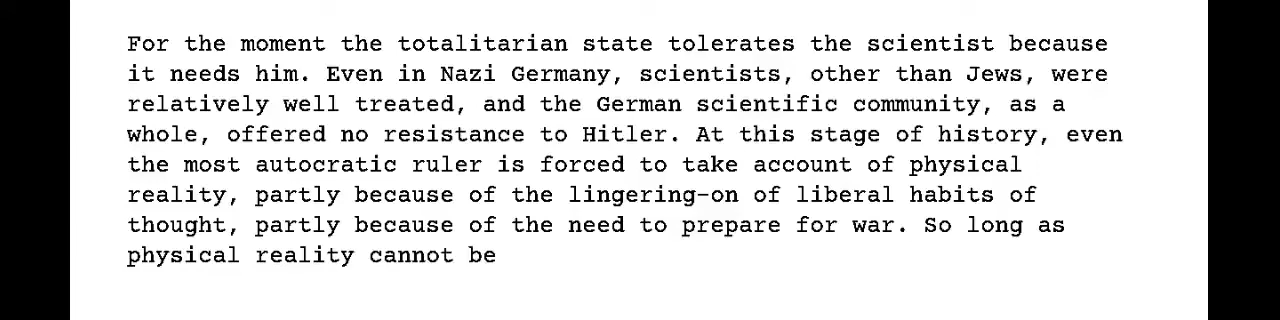 For the moment the totalitarian state tolerates the scientist because
it needs him. Even in Nazi Germany, scientists, other than Jews, were
relatively well treated, and the German scientific community, as a
whole, offered no resistance to Hitler. At this stage of history, even
the most autocratic ruler is forced to take account of physical
reality, partly because of the lingering-on of liberal habits of
thought, partly because of the need to prepare for war. So long as
physical reality cannot be